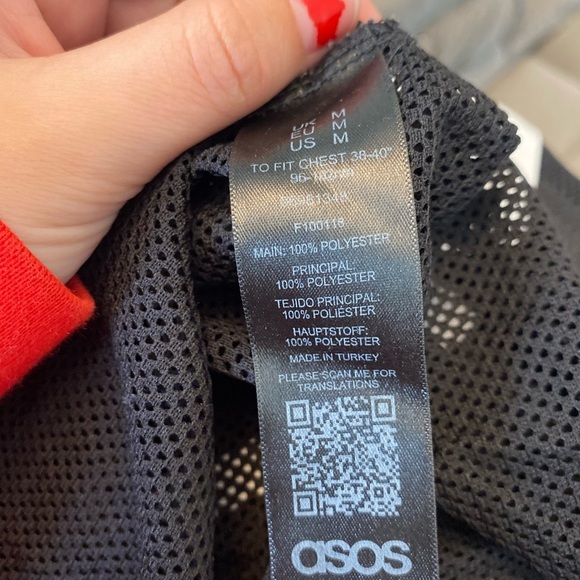 M
UK M
EU M
US M
TO FIT CHEST 38-40"
F100118
MAIN: 100% POLYESTER
PRINCIPAL:
100% POLYESTER
TEJIDO PRINCIPAL:
100% POLIÉSTER
HAUPTSTOFF:
100% POLYESTER
MADE IN TURKEY
PLEASE SCAN ME FOR
TRANSLATIONS
asos